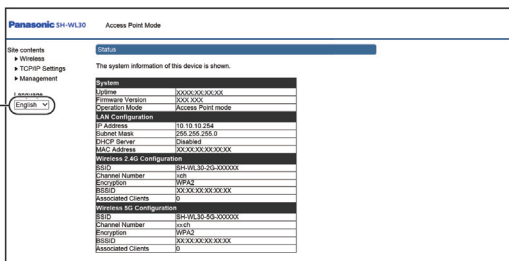 Panasonic SH-WL30 Access Point Mode
Site contents
▶ Wireless
▶ TCP/IP Settings
▶ Management
Language
English
Status
The system information of this device is shown.
System
Uptime XXXX:XX:XX:XX
Firmware Version XXX.XXX
Operation Mode Access Point mode
LAN Configuration
IP Address 10.10.10.254
Subnet Mask 255.255.255.0
DHCP Server Disabled
MAC Address XX:XX:XX:XX:XX:XX
Wireless 2.4G Configuration
SSID SH-WL30-2G-XXXXXX
Channel Number xch
Encryption WPA2
BSSID XX:XX:XX:XX:XX:XX
Associated Clients 0
Wireless 5G Configuration
SSID SH-WL30-5G-XXXXXX
Channel Number xxch
Encryption WPA2
BSSID XX:XX:XX:XX:XX:XX
Associated Clients 0